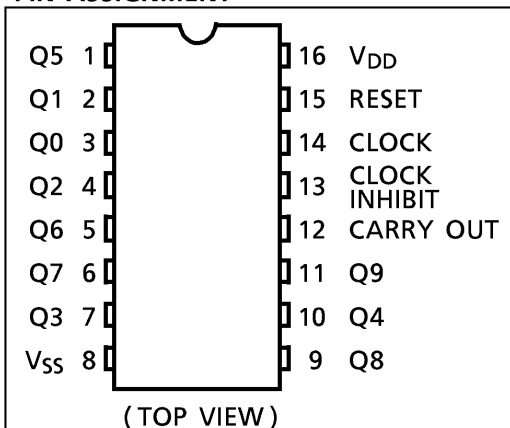 PIN ASSIGNMENT
Q5 1 16 VDD
Q1 2 15 RESET
Q0 3 14 CLOCK
Q2 4 13 CLOCK INHIBIT
Q6 5 12 CARRY OUT
Q7 6 11 Q9
Q3 7 10 Q4
VSS 8 9 Q8
(TOP VIEW)